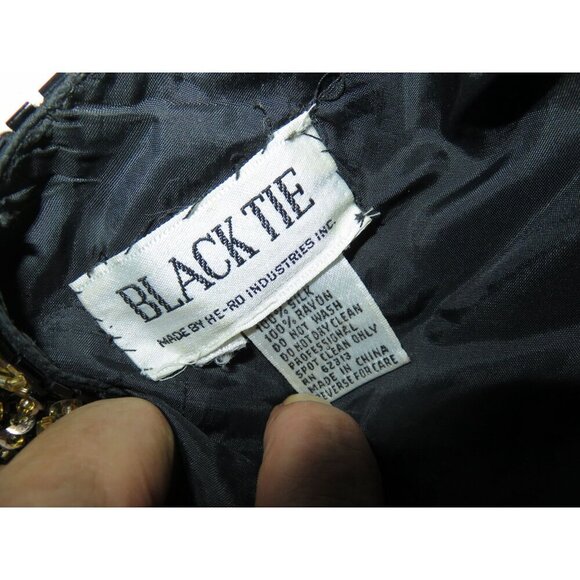 BLACK TIE
MADE BY HE-RO INDUSTRIES INC.
100% SILK
100% RAYON
DO NOT WASH
DO NOT DRY CLEAN
PROFESSIONAL
SPOT CLEAN ONLY
RN 62313
MADE IN CHINA
REVERSE FOR CARE